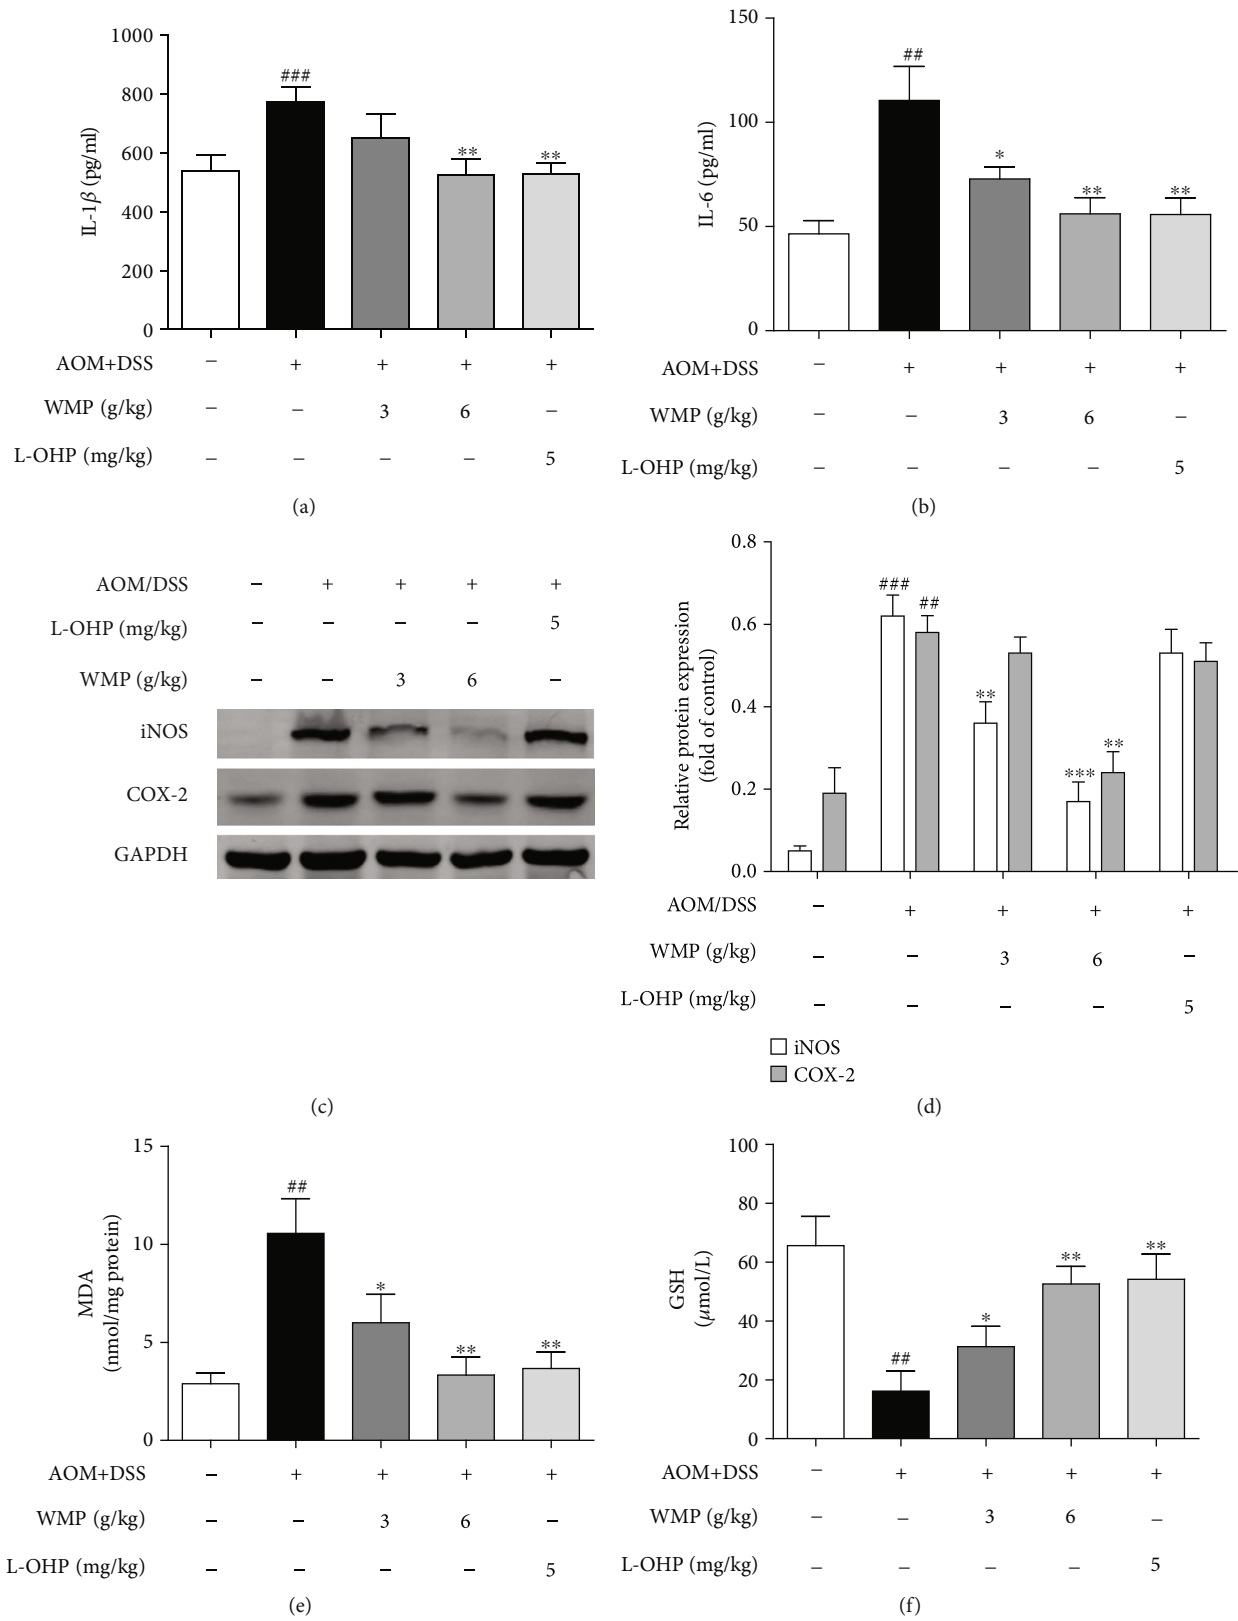 1000
800
600
400
200
0
IL-1β (pg/ml)
###
**
**
AOM+DSS − + + + +
WMP (g/kg) − − 3 6 −
L-OHP (mg/kg) − − − − 5
(a)
150
100
50
0
IL-6 (pg/ml)
##
*
**
**
AOM+DSS − + + + +
WMP (g/kg) − − 3 6 −
L-OHP (mg/kg) − − − − 5
(b)
AOM/DSS − + + + +
L-OHP (mg/kg) − − − − 5
WMP (g/kg) − − 3 6 −
iNOS
COX-2
GAPDH
(c)
0.8
0.6
0.4
0.2
0.0
Relative protein expression
(fold of control)
###
##
**
***
**
AOM/DSS − + + + +
WMP (g/kg) − − 3 6 −
L-OHP (mg/kg) − − − − 5
iNOS
COX-2
(d)
15
10
5
0
MDA
(nmol/mg protein)
##
*
**
**
AOM+DSS − + + + +
WMP (g/kg) − − 3 6 −
L-OHP (mg/kg) − − − − 5
(e)
100
80
60
40
20
0
GSH
(μmol/L)
##
*
**
**
AOM+DSS − + + + +
WMP (g/kg) − − 3 6 −
L-OHP (mg/kg) − − − − 5
(f)